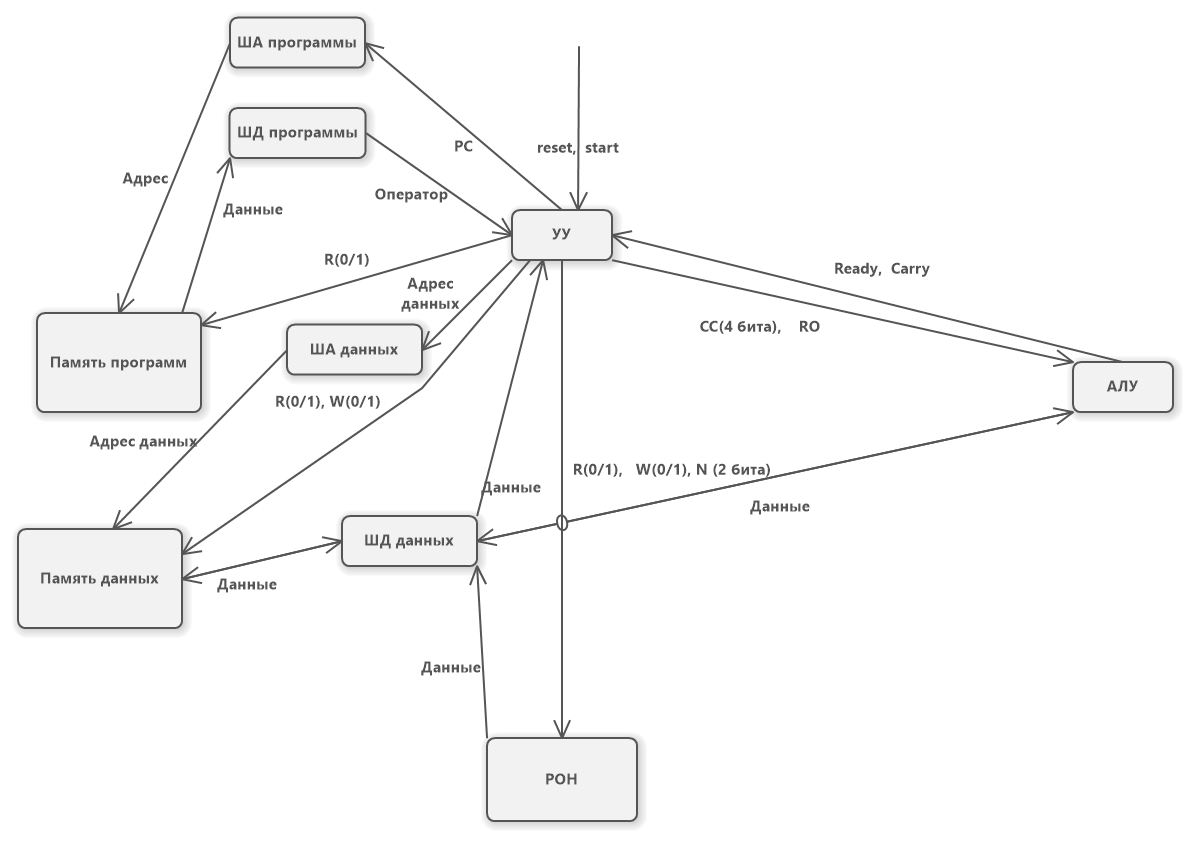 ША программы
ШД программы
PC
reset, start
Адрес
Оператор
Данные
УУ
R(0/1)
Ready, Carry
Адрес
данных
CC(4 бита), RO
ША данных
Память программ
АЛУ
R(0/1), W(0/1)
Адрес данных
R(0/1), W(0/1), N (2 бита)
Данные
Данные
ШД данных
Память данных
Данные
Данные
РОН